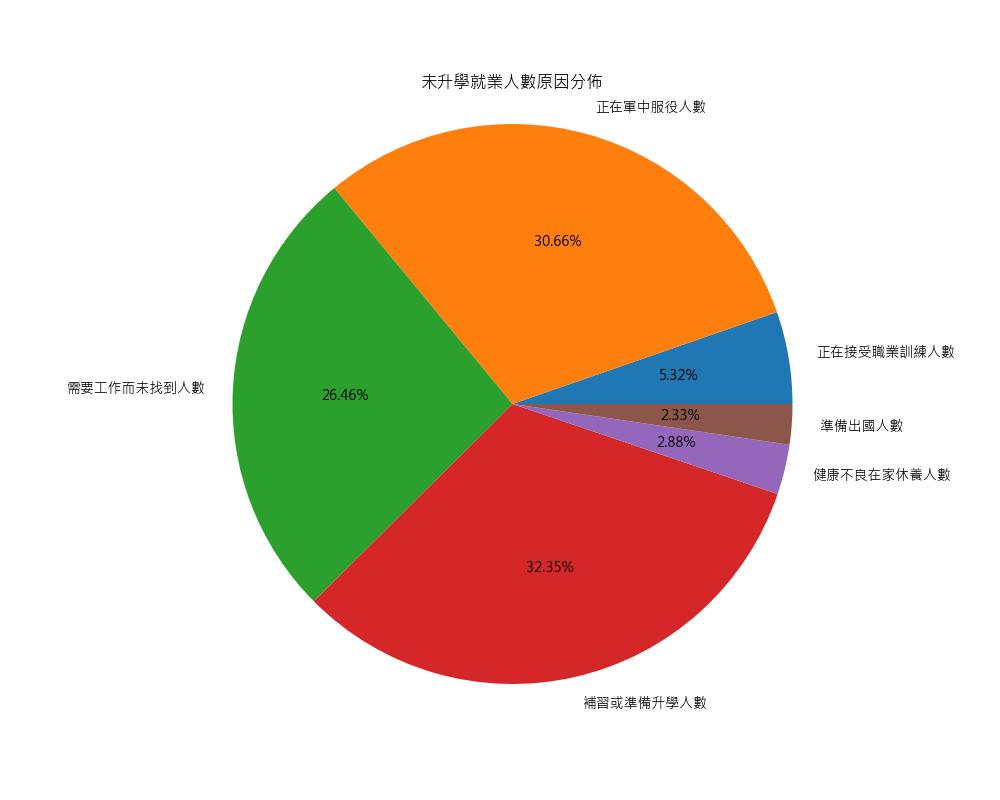 未升學就業人數原因分佈
正在軍中服役人數
30.66%
正在接受職業訓練人數
5.32%
需要工作而未找到人數
26.46%
2.33%
準備出國人數
2.88%
健康不良在家休養人數
32.35%
補習或準備升學人數